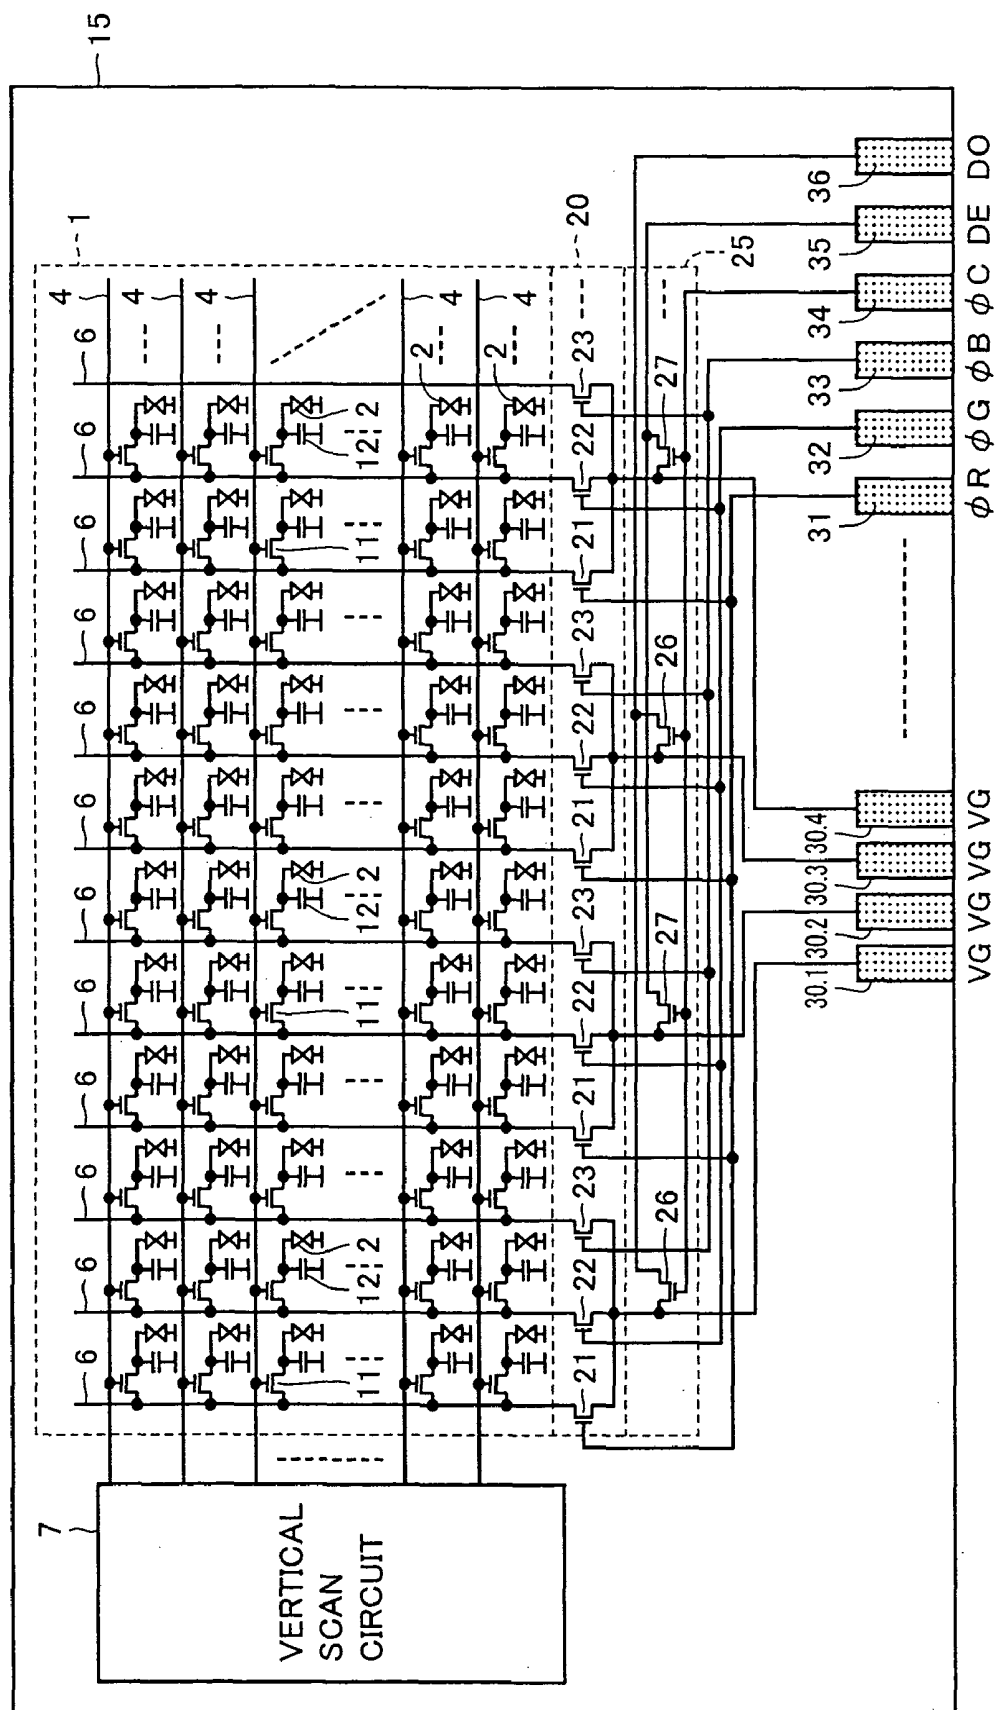 15
7
6 6 6 6 6 6 6 6 6 6 6 6 1
4
4
4
VERTICAL
SCAN
CIRCUIT
11 12 2 11 12 2 11 12 2
2 4
2 4
21 22 23 21 22 23 21 22 23 21 22 23 20
26 27 26 27 25
30.1 30.2 30.3 30.4 31 32 33 34 35 36
VG VG VG VG ϕR ϕG ϕB ϕC DE DO